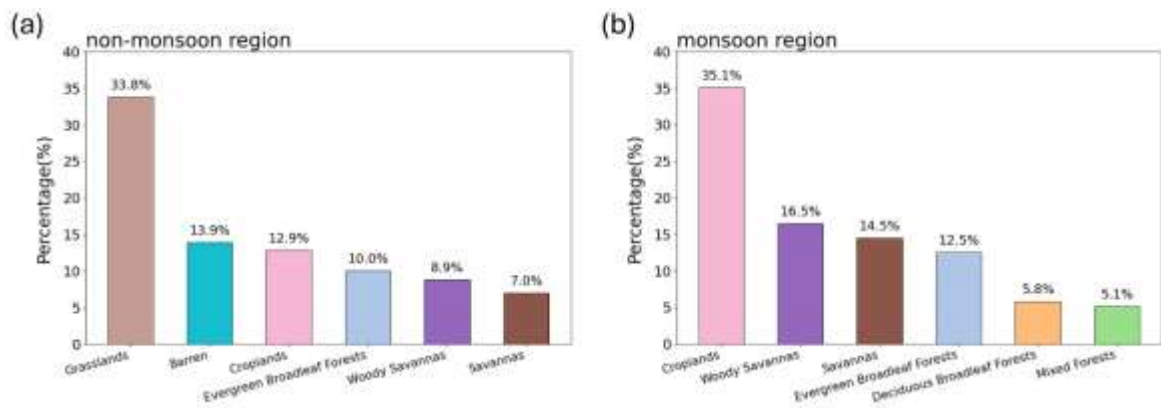 (a)
non-monsoon region
Percentage(%)
40
35
30
25
20
15
10
5
0
33.8%
13.9%
12.9%
10.0%
8.9%
7.0%
Grasslands
Barren
Croplands
Evergreen Broadleaf Forests
Woody Savannas
Savannas
(b)
monsoon region
Percentage(%)
40
35
30
25
20
15
10
5
0
35.1%
16.5%
14.5%
12.5%
5.8%
5.1%
Croplands
Woody Savannas
Savannas
Evergreen Broadleaf Forests
Deciduous Broadleaf Forests
Mixed Forests